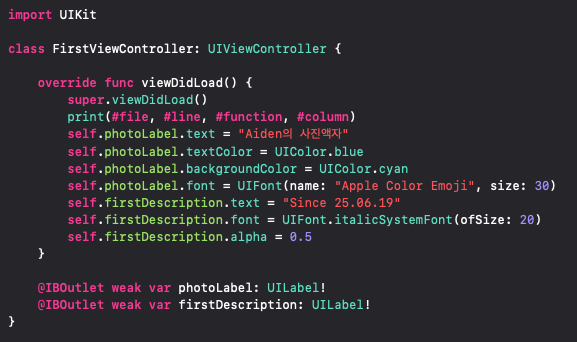 import UIKit
class FirstViewController: UIViewController {
override func viewDidLoad() {
super.viewDidLoad()
print(#file, #line, #function, #column)
self.photoLabel.text = "Aiden의 사진액자"
self.photoLabel.textColor = UIColor.blue
self.photoLabel.backgroundColor = UIColor.cyan
self.photoLabel.font = UIFont(name: "Apple Color Emoji", size: 30)
self.firstDescription.text = "Since 25.06.19"
self.firstDescription.font = UIFont.italicSystemFont(ofSize: 20)
self.firstDescription.alpha = 0.5
}
@IBOutlet weak var photoLabel: UILabel!
@IBOutlet weak var firstDescription: UILabel!
}